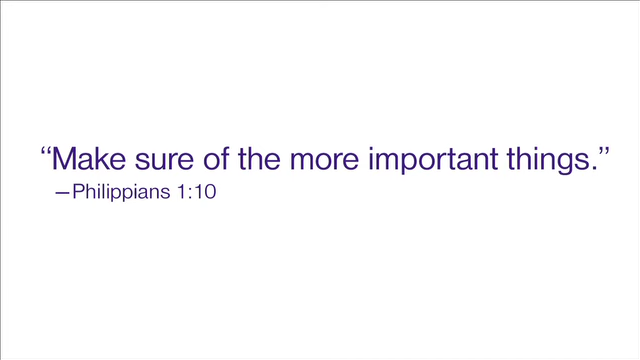 “Make sure of the more important things.”
—Philippians 1:10